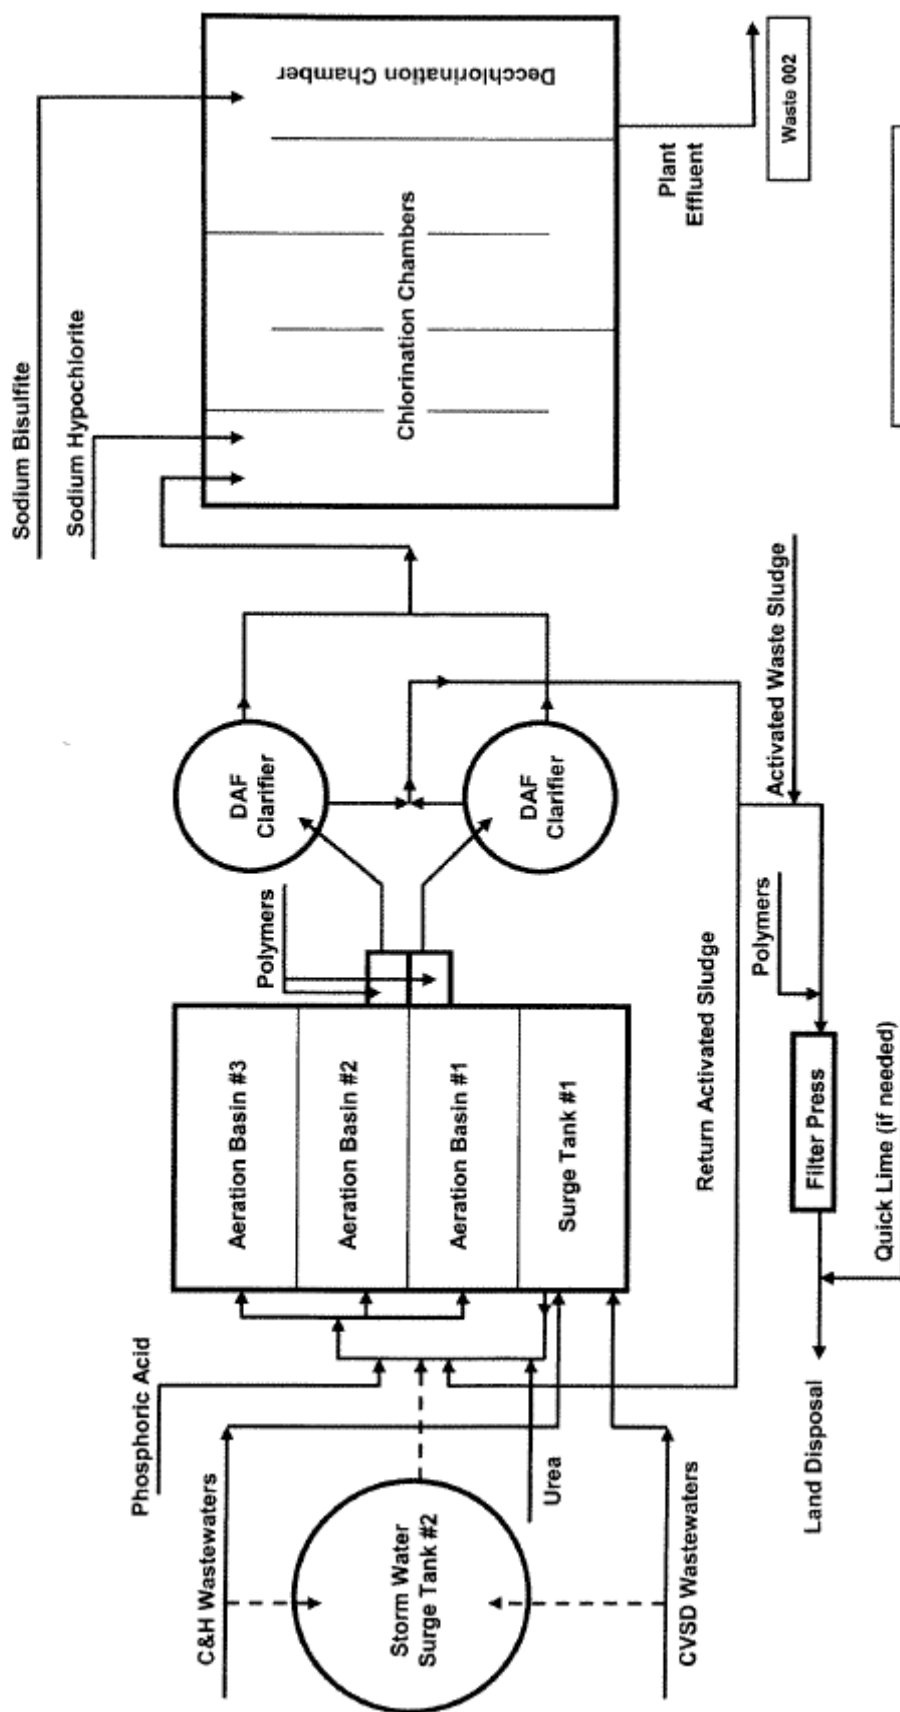 Sodium Bisulfite
Sodium Hypochlorite
Decchlorination Chamber
Chlorination Chambers
Plant
Effluent
Waste 002
DAF
Clarifier
DAF
Clarifier
Polymers
Activated Waste Sludge
Aeration Basin #3
Aeration Basin #2
Aeration Basin #1
Surge Tank #1
Return Activated Sludge
Polymers
Filter Press
Quick Lime (if needed)
Phosphoric Acid
C&H Wastewaters
Storm Water
Surge Tank #2
Urea
CVSD Wastewaters
Land Disposal